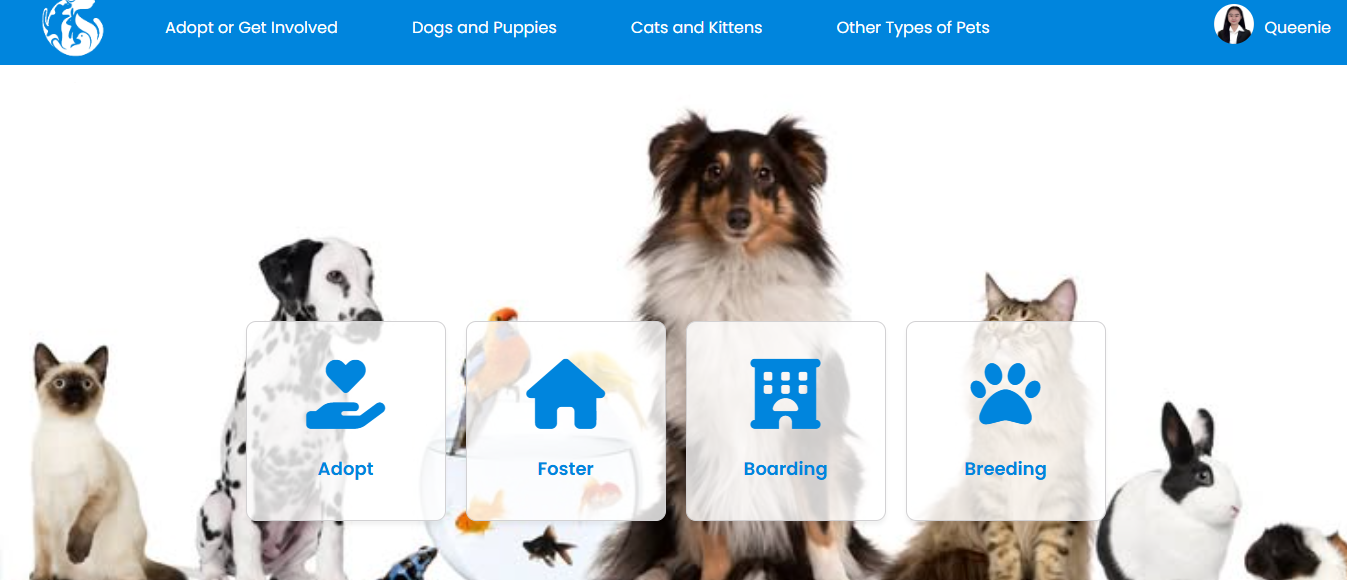 Adopt or Get Involved
Dogs and Puppies
Cats and Kittens
Other Types of Pets
Queenie
Adopt
Foster
Boarding
Breeding